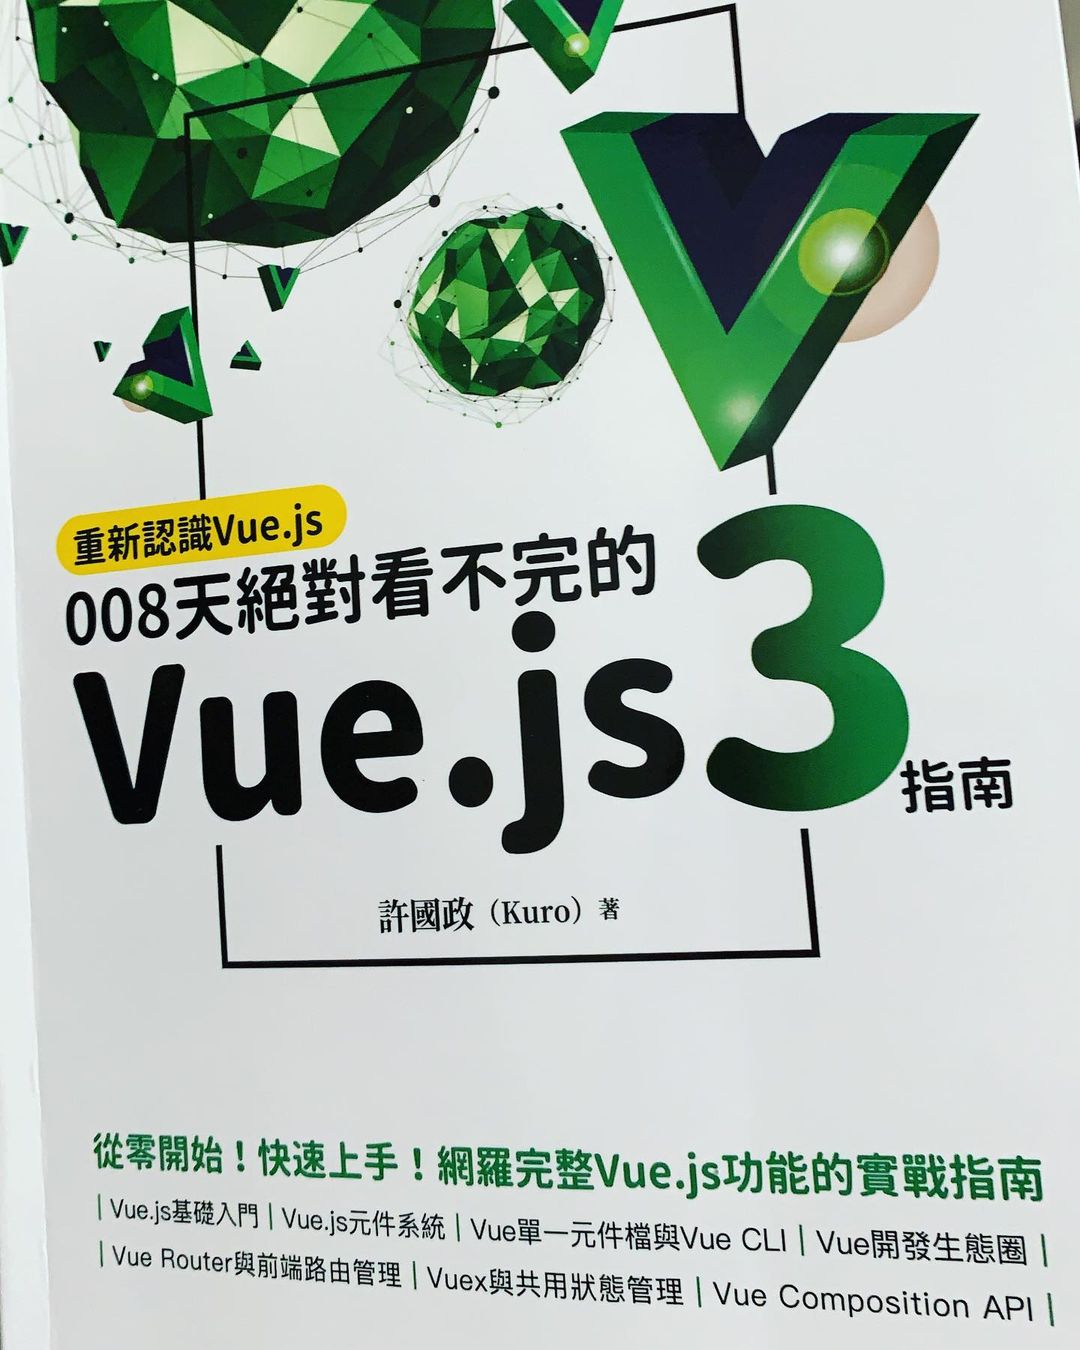 重新認識Vue.js
008天絕對看不完的
Vue.js 3 指南
許國政（Kuro）著
從零開始！快速上手！網羅完整Vue.js功能的實戰指南
| Vue.js基礎入門 | Vue.js元件系統 | Vue單一元件檔與Vue CLI | Vue開發生態圈 |
| Vue Router與前端路由管理 | Vuex與共用狀態管理 | Vue Composition API |